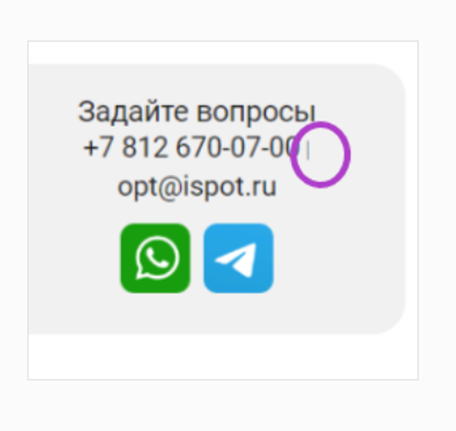 Задайте вопросы
+7 812 670-07-00 |
opt@ispot.ru